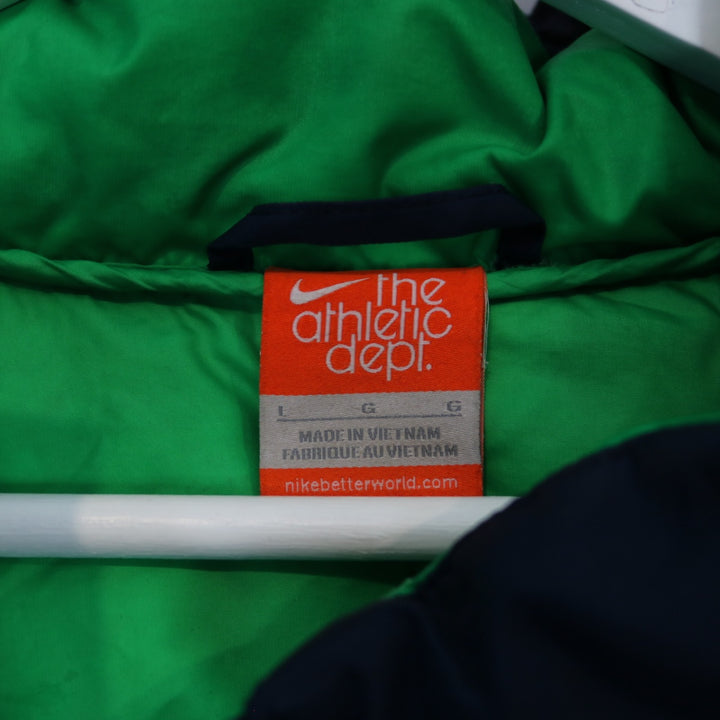 the
athletic
dept.
L G G
MADE IN VIETNAM
FABRIQUE AU VIETNAM
nikebetterworld.com